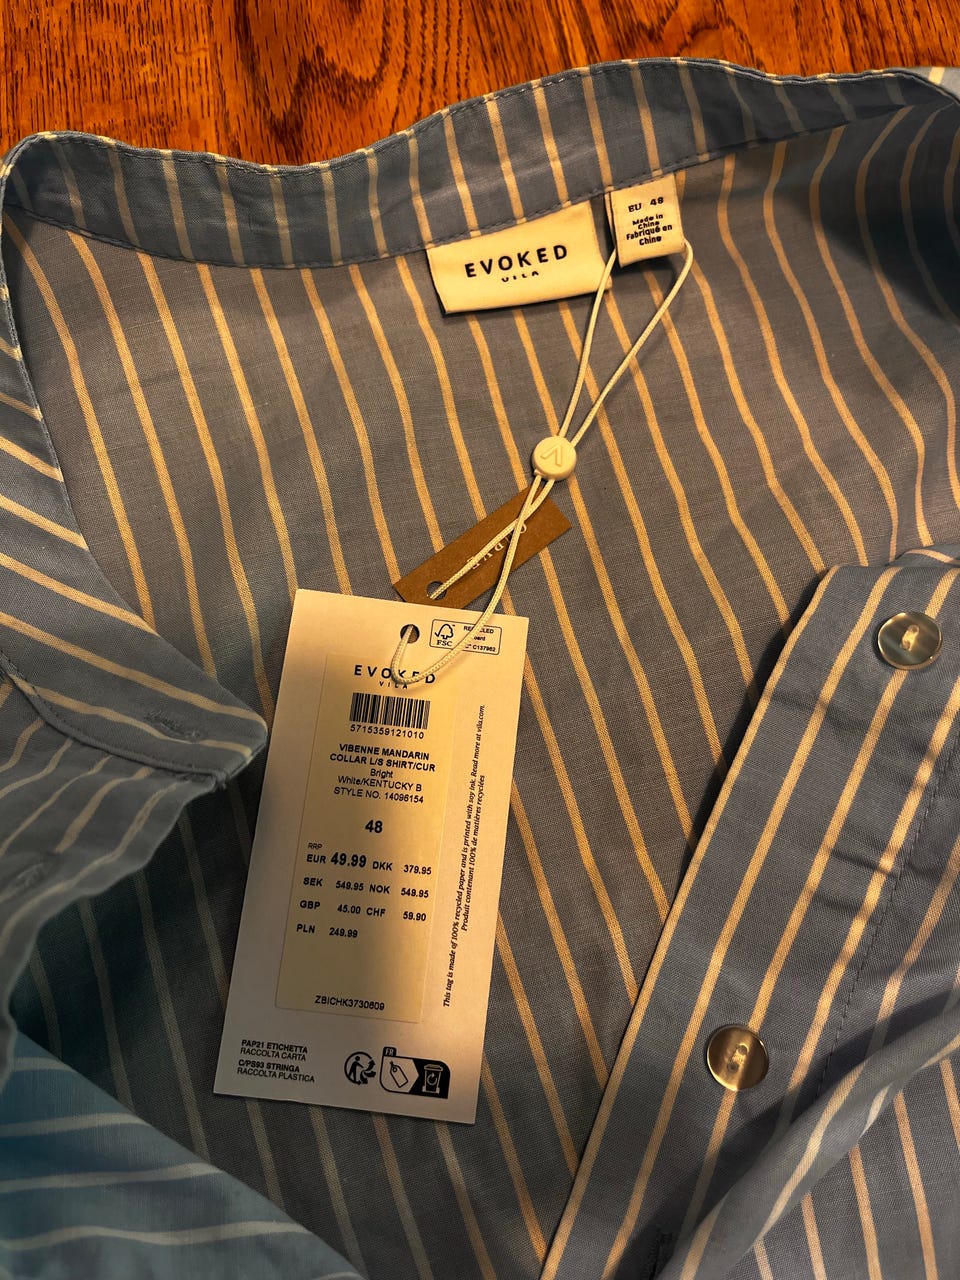 EVOKED
VILA
EU 48
Made in
China
Fabriqué en
Chine
FSC
C137962
EVOKED
VILA
5715359121010
VIBENNE MANDARIN
COLLAR L/S SHIRT/CUR
Bright
White/KENTUCKY B
STYLE NO. 14096154
48
RRP
EUR 49.99 DKK 379.95
SEK 549.95 NOK 549.95
GBP 45.00 CHF 59.90
PLN 249.99
ZBICHK3730609
This tag is made of 100% recycled paper and is printed with soy ink. Read more at vila.com.
Produit contenant 100% de matières recyclées
PAP21 ETICHETTA
RACCOLTA CARTA
C/PS93 STRINGA
RACCOLTA PLASTICA
FR